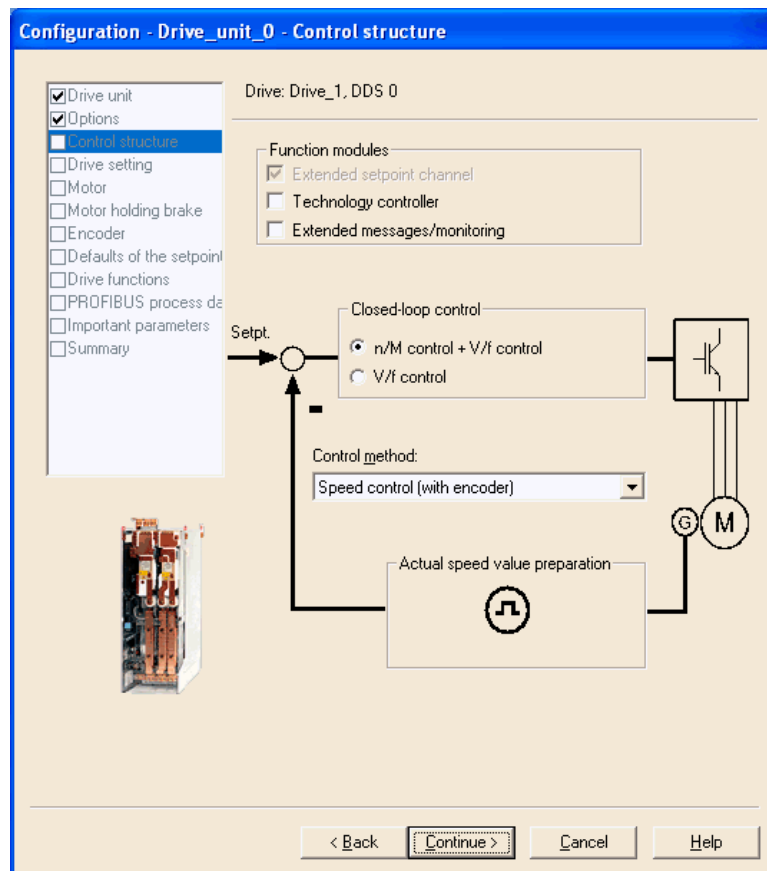 Configuration - Drive_unit_0 - Control structure
Drive unit
Options
Control structure
Drive setting
Motor
Motor holding brake
Encoder
Defaults of the setpoint
Drive functions
PROFIBUS process da
Important parameters
Summary
Drive: Drive_1, DDS 0
Function modules
Extended setpoint channel
Technology controller
Extended messages/monitoring
Setpt.
Closed-loop control
n/M control + V/f control
V/f control
Control method:
Speed control (with encoder)
G
M
Actual speed value preparation
< Back
Continue >
Cancel
Help